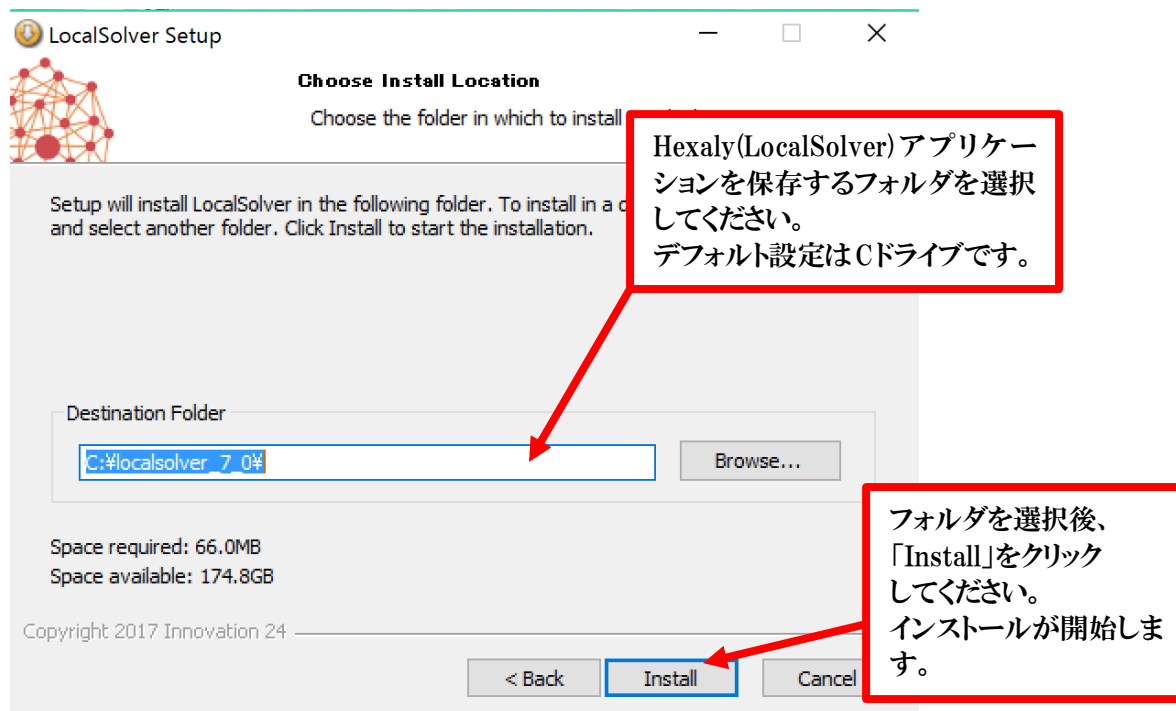 LocalSolver Setup
Choose Install Location
Choose the folder in which to install
Hexaly(LocalSolver)アプリケー
ションを保存するフォルダを選択
してください。
デフォルト設定はCドライブです。
Setup will install LocalSolver in the following folder. To install in a
and select another folder. Click Install to start the installation.
Destination Folder
C:¥localsolver_7_0¥
Browse...
Space required: 66.0MB
Space available: 174.8GB
フォルダを選択後、
「Install」をクリック
してください。
インストールが開始しま
す。
Copyright 2017 Innovation 24
< Back
Install
Cancel